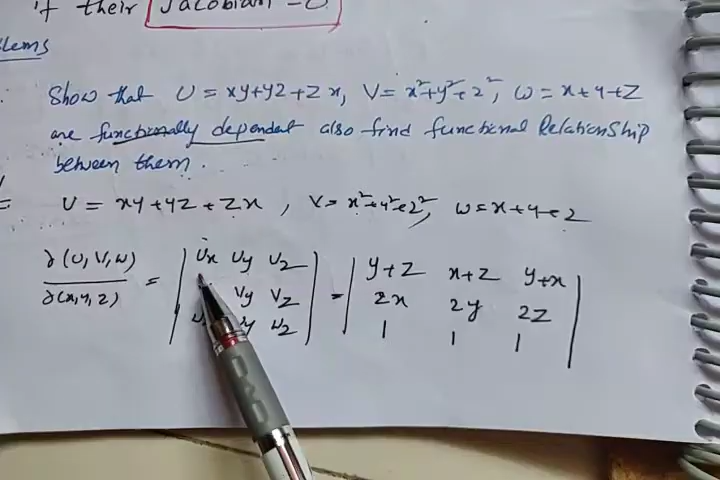 if their Jacobian = 0
lems
Show that U = xy+yz+zx, V = x²+y²+z², W = x+y+z
are functionally dependent also find functional Relationship
between them.
U = xy+yz+zx, V = x²+y²+z², W = x+y+z
∂(U,V,W) / ∂(x,y,z) = | Ux Uy Uz | = | y+z x+z y+x |
Vy Vz | 2x 2y 2z |
Wz | 1 1 1 |